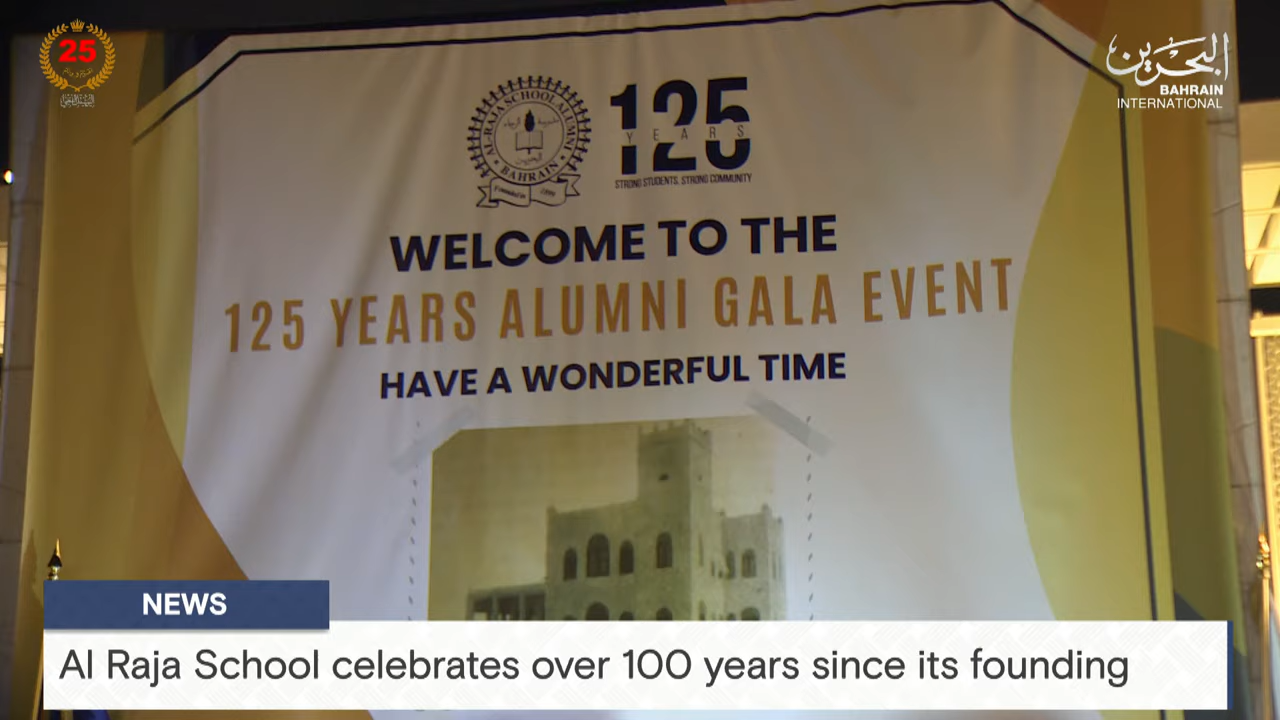 25
البحرين
BAHRAIN
INTERNATIONAL
AL-RAJA SCHOOL ALUMNI
BAHRAIN
125
YEARS
STRONG STUDENTS, STRONG COMMUNITY
WELCOME TO THE
125 YEARS ALUMNI GALA EVENT
HAVE A WONDERFUL TIME
NEWS
Al Raja School celebrates over 100 years since its founding